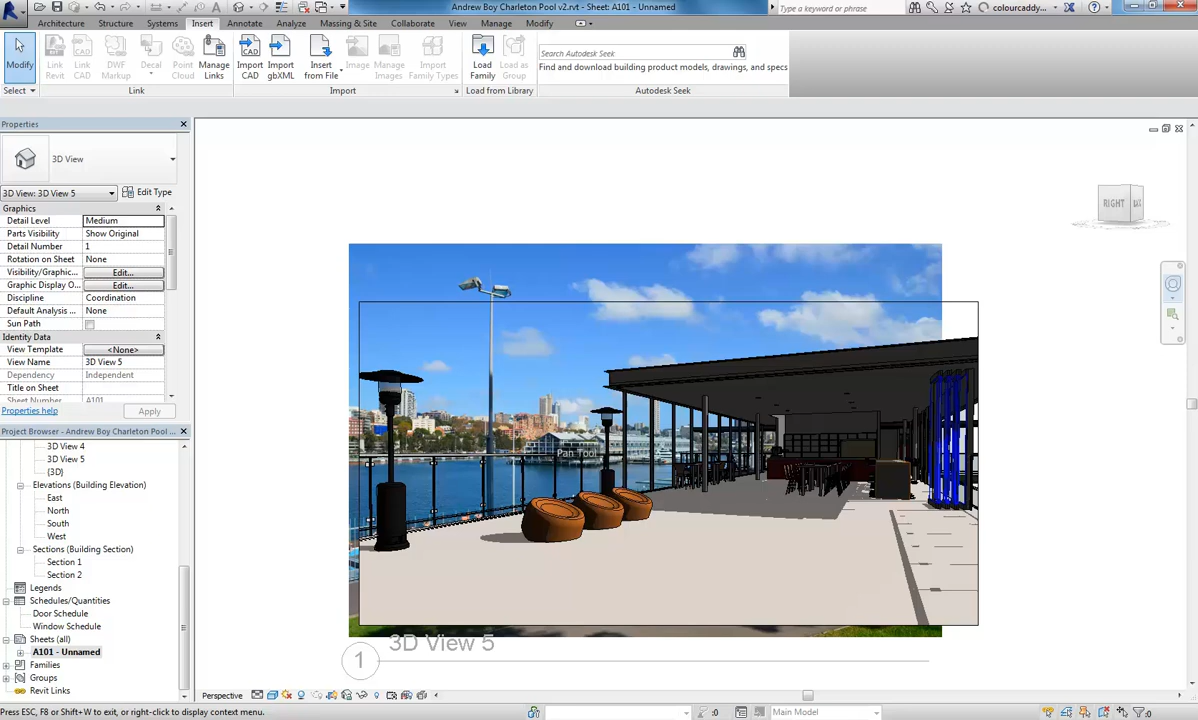 Andrew Boy Charleton Pool v2.rvt - Sheet: A101 - Unnamed
Type a keyword or phrase
colourcaddy...
Architecture Structure Systems Insert Annotate Analyze Massing & Site Collaborate View Manage Modify
Modify
Link Revit
Link CAD
DWF Markup
Decal
Point Cloud
Manage Links
Import CAD
Import gbXML
Insert from File
Image
Manage Images
Import Family Types
Load Family
Load as Group
Search Autodesk Seek
Find and download building product models, drawings, and specs
Select Link Import Load from Library Autodesk Seek
Properties
3D View
3D View: 3D View 5 Edit Type
Graphics
Detail Level Medium
Parts Visibility Show Original
Detail Number 1
Rotation on Sheet None
Visibility/Graphic... Edit...
Graphic Display O... Edit...
Discipline Coordination
Default Analysis ... None
Sun Path
Identity Data
View Template <None>
View Name 3D View 5
Dependency Independent
Title on Sheet
Sheet Number A101
Properties help Apply
Project Browser - Andrew Boy Charleton Pool ...
3D View 4
3D View 5
{3D}
Elevations (Building Elevation)
East
North
South
West
Sections (Building Section)
Section 1
Section 2
Legends
Schedules/Quantities
Door Schedule
Window Schedule
Sheets (all)
A101 - Unnamed
Families
Groups
Revit Links
RIGHT
Pan Tool
1 3D View 5
Perspective
Press ESC, F8 or Shift+W to exit, or right-click to display context menu.
:0
Main Model
:0